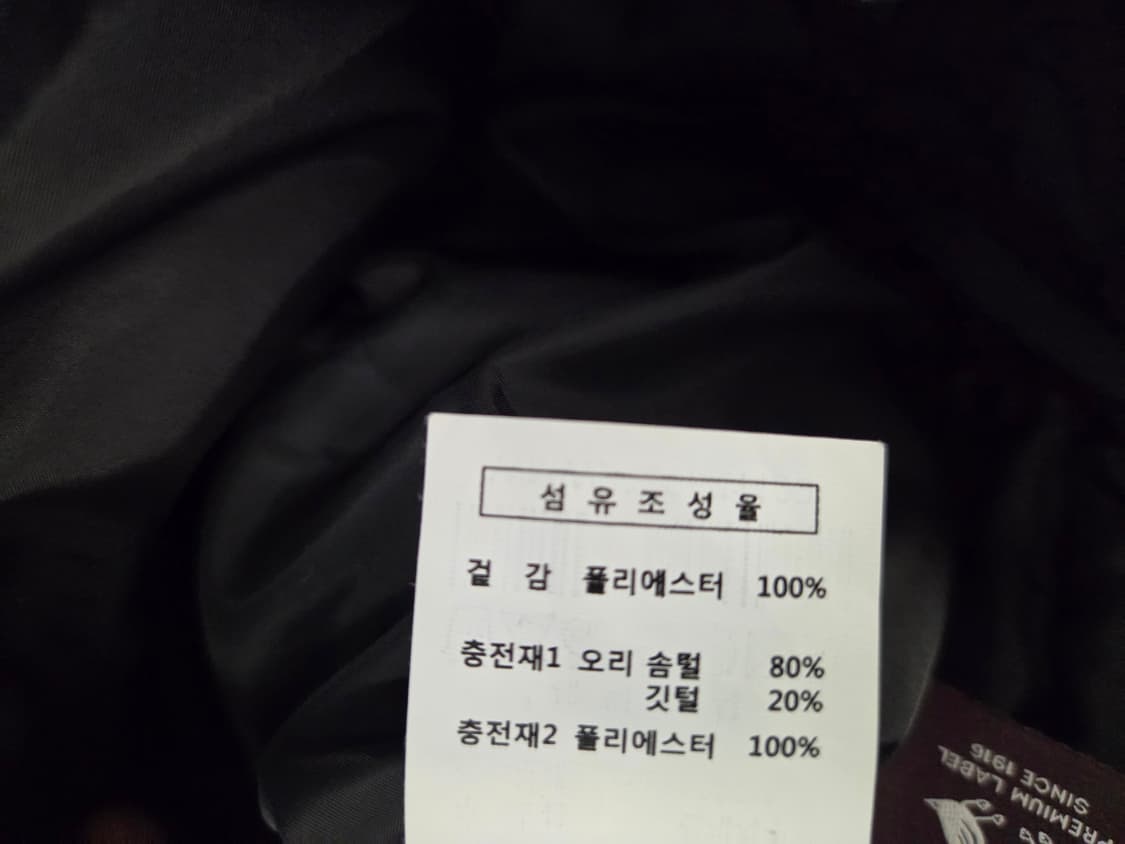 섬유조성율
겉 감 폴리에스터 100%
충전재1 오리 솜털 80%
깃털 20%
충전재2 폴리에스터 100%
PREMIUM LABEL
SINCE 1916